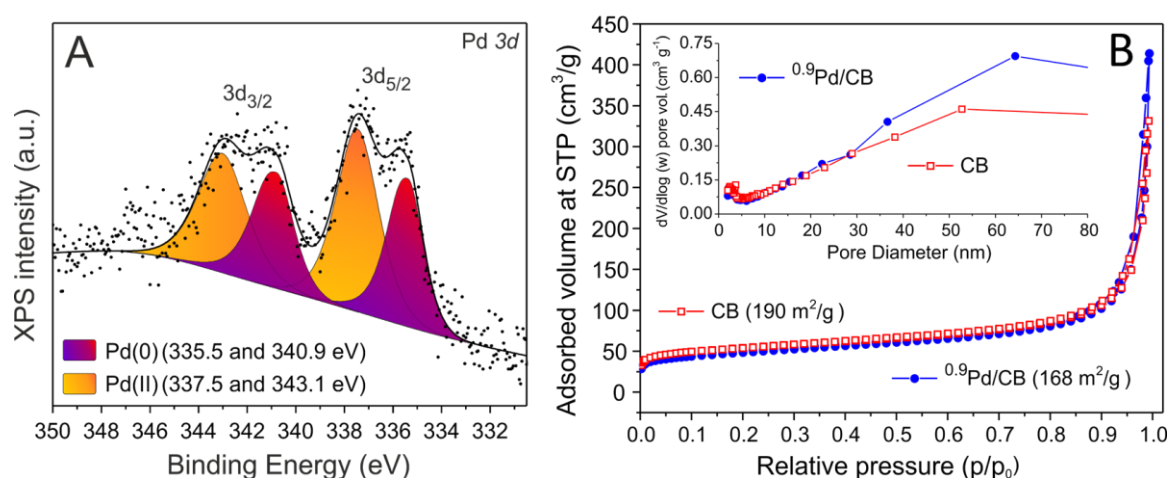 A
Pd 3d
3d3/2
3d5/2
XPS intensity (a.u.)
Pd(0) (335.5 and 340.9 eV)
Pd(II) (337.5 and 343.1 eV)
350 348 346 344 342 340 338 336 334 332
Binding Energy (eV)
B
Adsorbed volume at STP (cm³/g)
450
400
350
300
250
200
150
100
50
0
dV/dlog (w) pore vol. (cm³ g⁻¹)
0.75
0.60
0.45
0.30
0.15
0.00
⁰·⁹Pd/CB
CB
0 10 20 30 40 50 60 70 80
Pore Diameter (nm)
CB (190 m²/g)
⁰·⁹Pd/CB (168 m²/g)
0.0 0.1 0.2 0.3 0.4 0.5 0.6 0.7 0.8 0.9 1.0
Relative pressure (p/p₀)